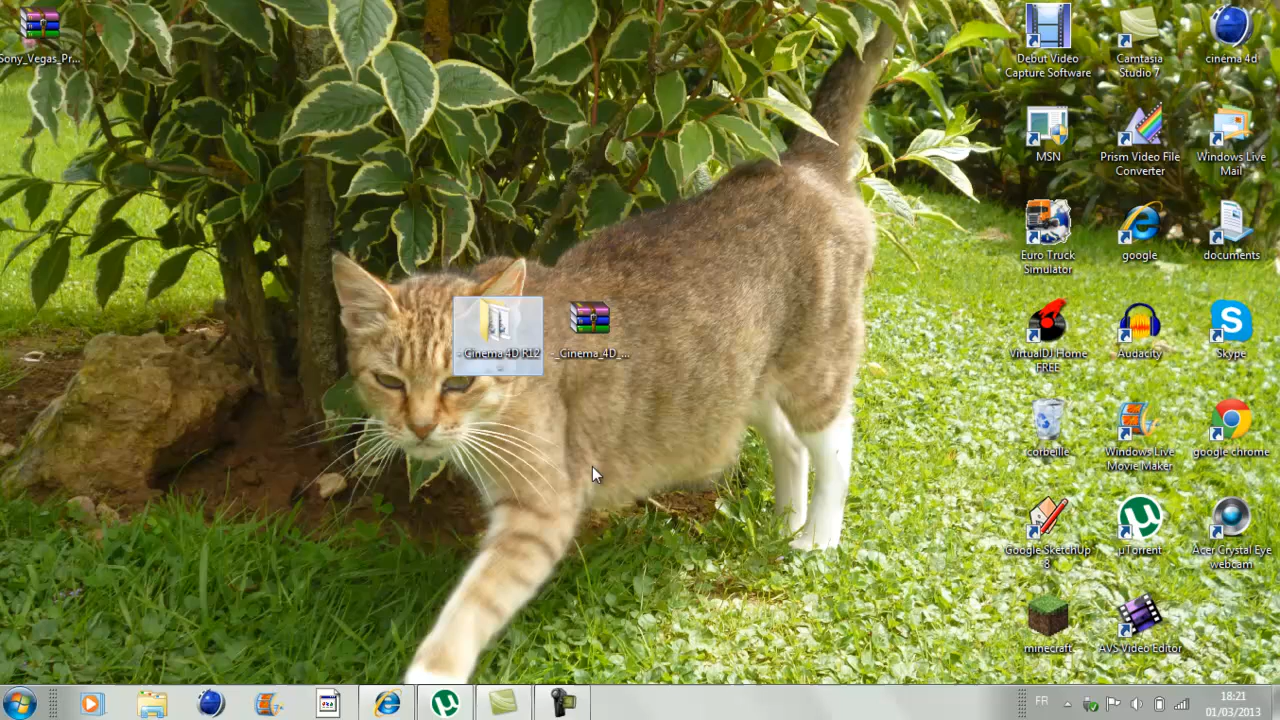 Sony_Vegas_Pr...
Debut Video
Capture Software
Camtasia
Studio 7
cinema 4d
MSN
Prism Video File
Converter
Windows Live
Mail
Euro Truck
Simulator
google
documents
- Cinema 4D R12
-_Cinema_4D_...
VirtualDJ Home
FREE
Audacity
Skype
corbeille
Windows Live
Movie Maker
google chrome
Google SketchUp
8
µTorrent
Acer Crystal Eye
webcam
minecraft
AVS Video Editor
FR
18:21
01/03/2013